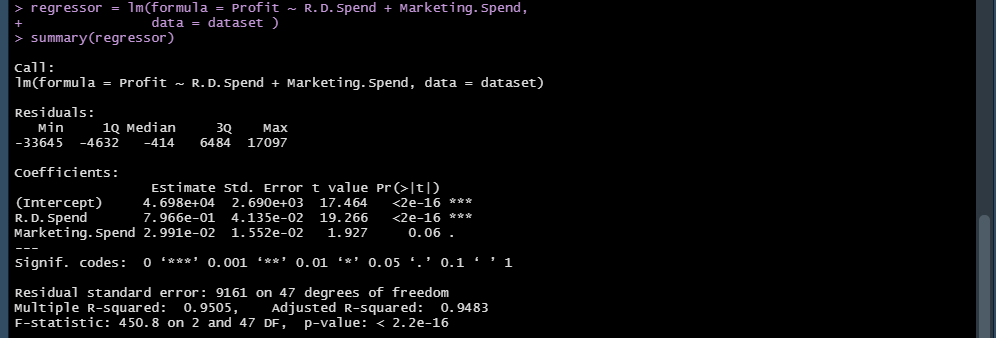 > regressor = lm(formula = Profit ~ R.D.Spend + Marketing.Spend,
+                data = dataset )
> summary(regressor)

Call:
lm(formula = Profit ~ R.D.Spend + Marketing.Spend, data = dataset)

Residuals:
   Min     1Q Median     3Q    Max
-33645  -4632   -414   6484  17097

Coefficients:
                 Estimate Std. Error t value Pr(>|t|)
(Intercept)     4.698e+04  2.690e+03  17.464   <2e-16 ***
R.D.Spend       7.966e-01  4.135e-02  19.266   <2e-16 ***
Marketing.Spend 2.991e-02  1.552e-02   1.927     0.06 .
---
Signif. codes:  0 ‘***’ 0.001 ‘**’ 0.01 ‘*’ 0.05 ‘.’ 0.1 ‘ ’ 1

Residual standard error: 9161 on 47 degrees of freedom
Multiple R-squared:  0.9505,    Adjusted R-squared:  0.9483
F-statistic: 450.8 on 2 and 47 DF,  p-value: < 2.2e-16